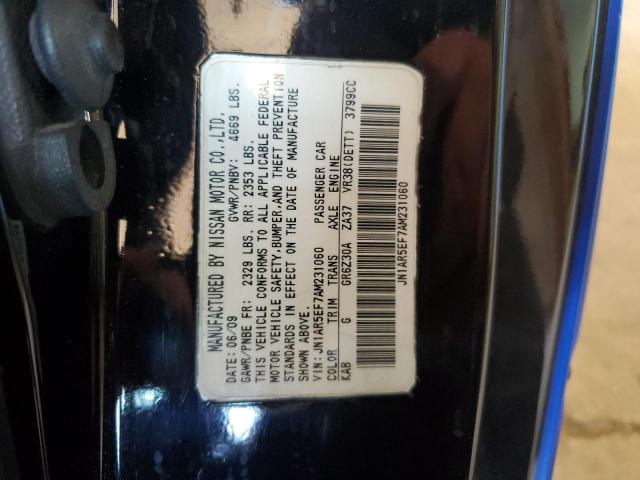 MANUFACTURED BY NISSAN MOTOR CO.,LTD.
DATE: 06/09 GVWR/PNBV: 4669 LBS.
GAWR/PNBE FR: 2329 LBS. RR: 2353 LBS.
THIS VEHICLE CONFORMS TO ALL APPLICABLE FEDERAL
MOTOR VEHICLE SAFETY,BUMPER,AND THEFT PREVENTION
STANDARDS IN EFFECT ON THE DATE OF MANUFACTURE
SHOWN ABOVE.
VIN: JN1AR5EF7AM231060 PASSENGER CAR
COLOR TRIM TRANS AXLE ENGINE
KAB G GR6Z30A ZA37 VR38(DETT) 3799CC
JN1AR5EF7AM231060